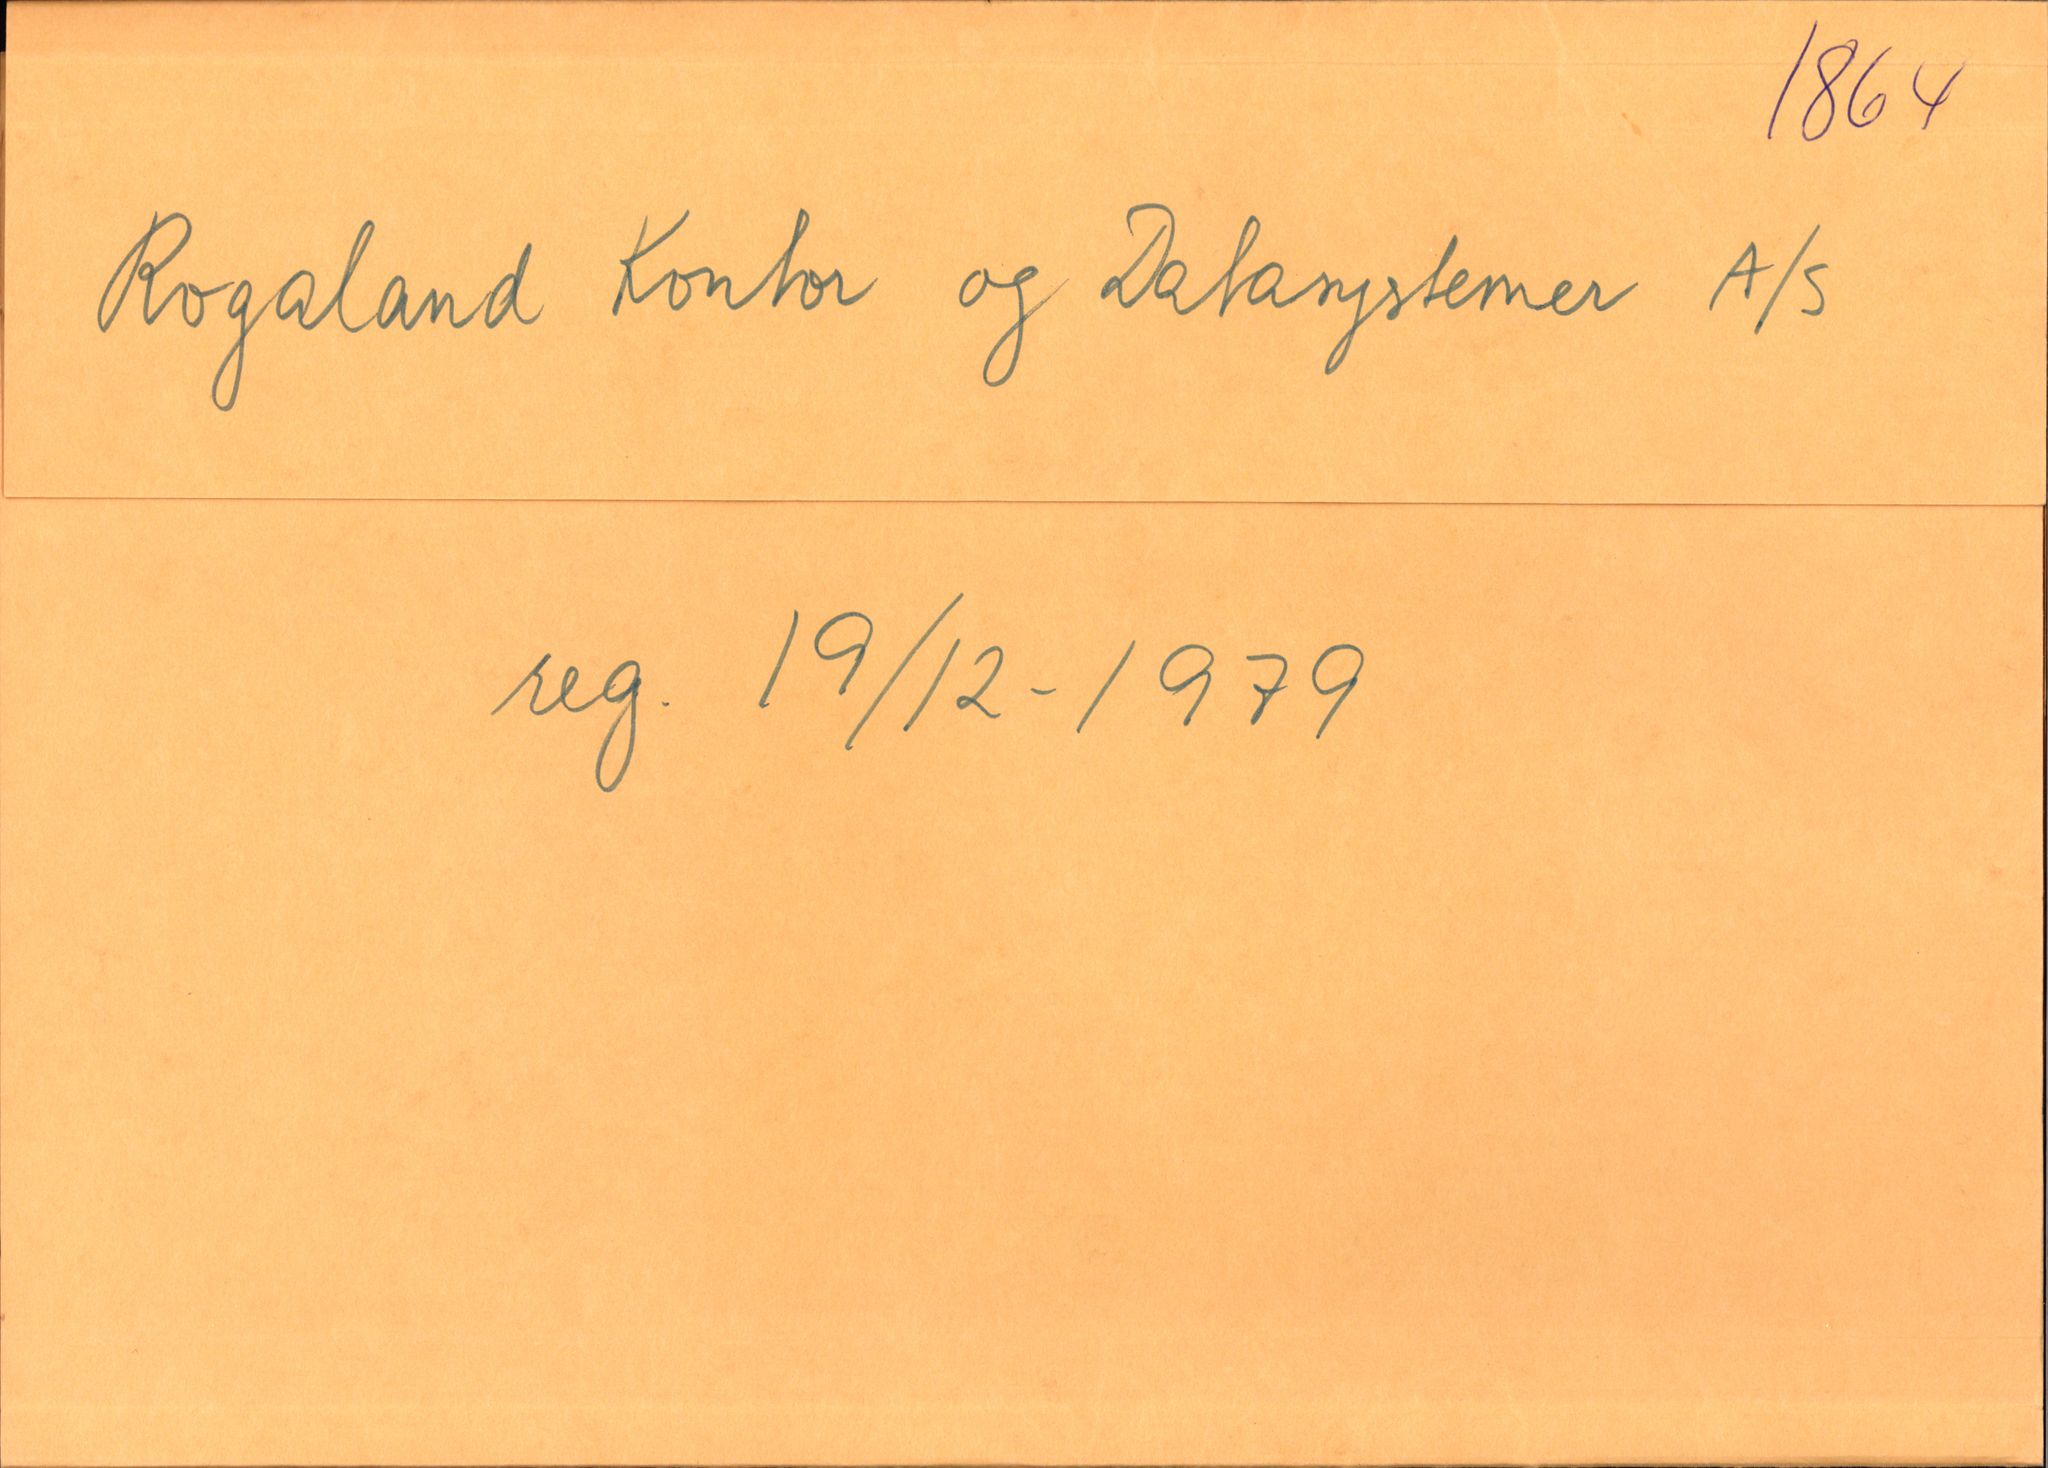 1864
Rogaland Kontor og Datasystemer A/S
reg. 19/12-1979